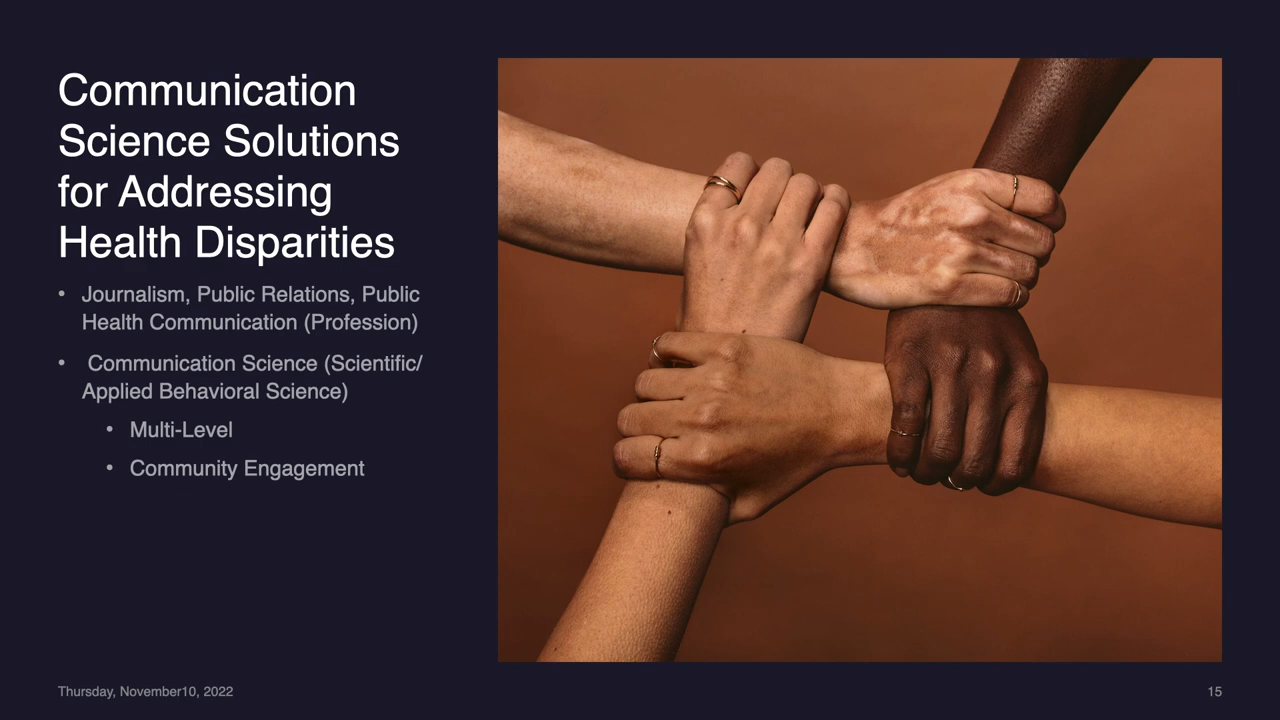 Communication
Science Solutions
for Addressing
Health Disparities
• Journalism, Public Relations, Public
Health Communication (Profession)
• Communication Science (Scientific/
Applied Behavioral Science)
• Multi-Level
• Community Engagement
Thursday, November10, 2022
15